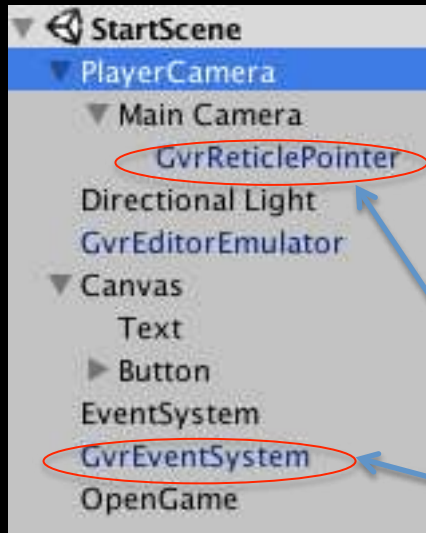 StartScene
PlayerCamera
Main Camera
GvrReticlePointer
Directional Light
GvrEditorEmulator
Canvas
Text
Button
EventSystem
GvrEventSystem
OpenGame